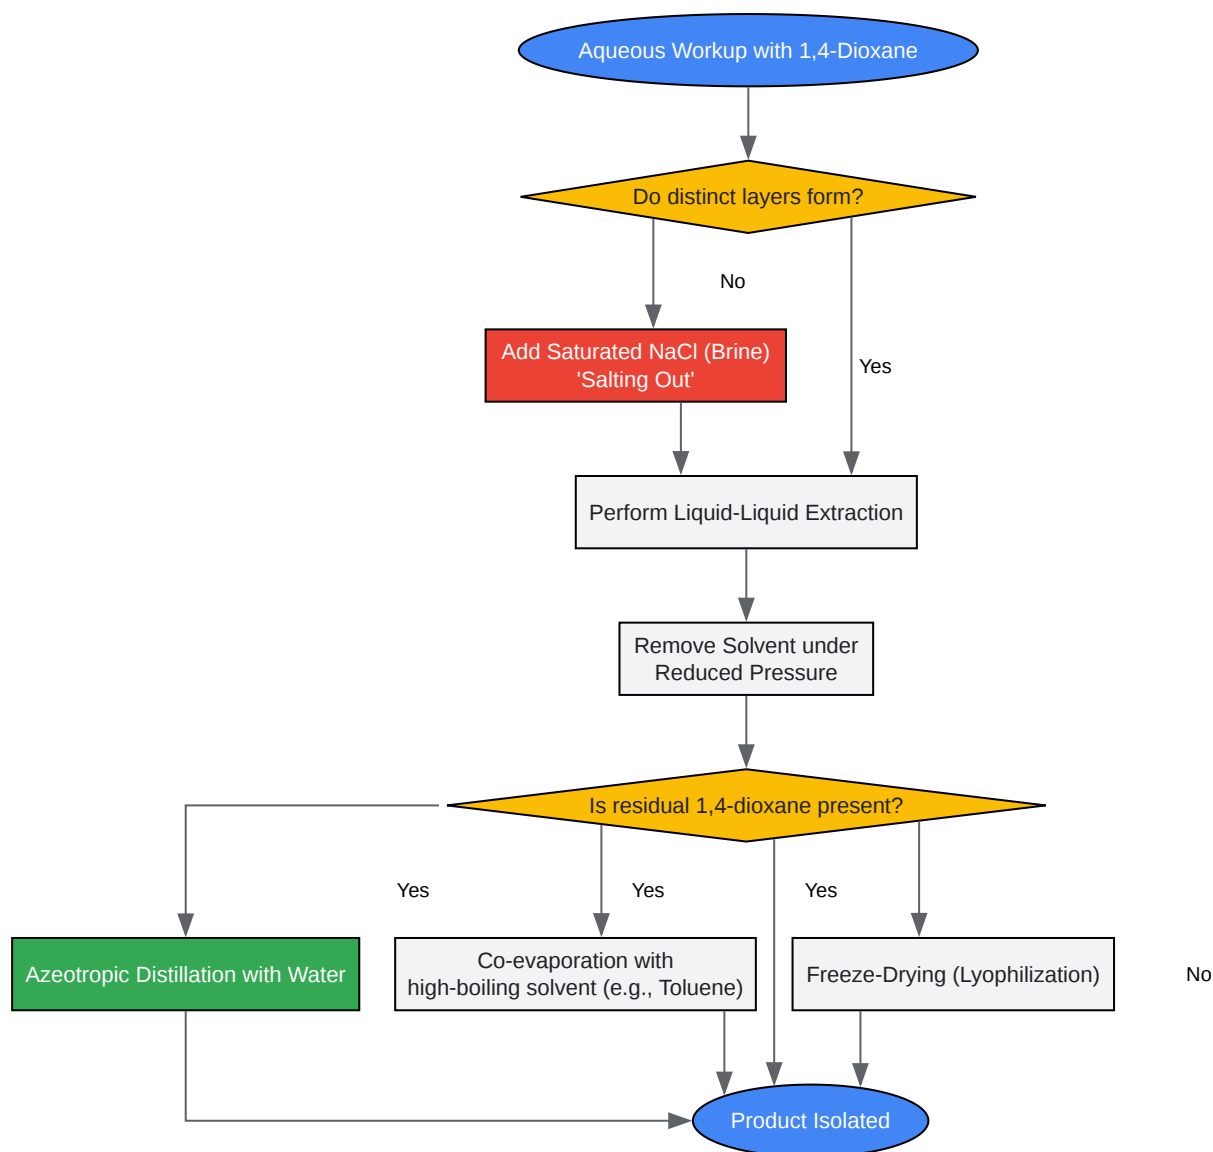 Aqueous Workup with 1,4-Dioxane
Do distinct layers form?
No
Add Saturated NaCl (Brine)
'Salting Out'
Yes
Perform Liquid-Liquid Extraction
Remove Solvent under
Reduced Pressure
Is residual 1,4-dioxane present?
Yes
Yes
Yes
Azeotropic Distillation with Water
Co-evaporation with
high-boiling solvent (e.g., Toluene)
Freeze-Drying (Lyophilization)
No
Product Isolated